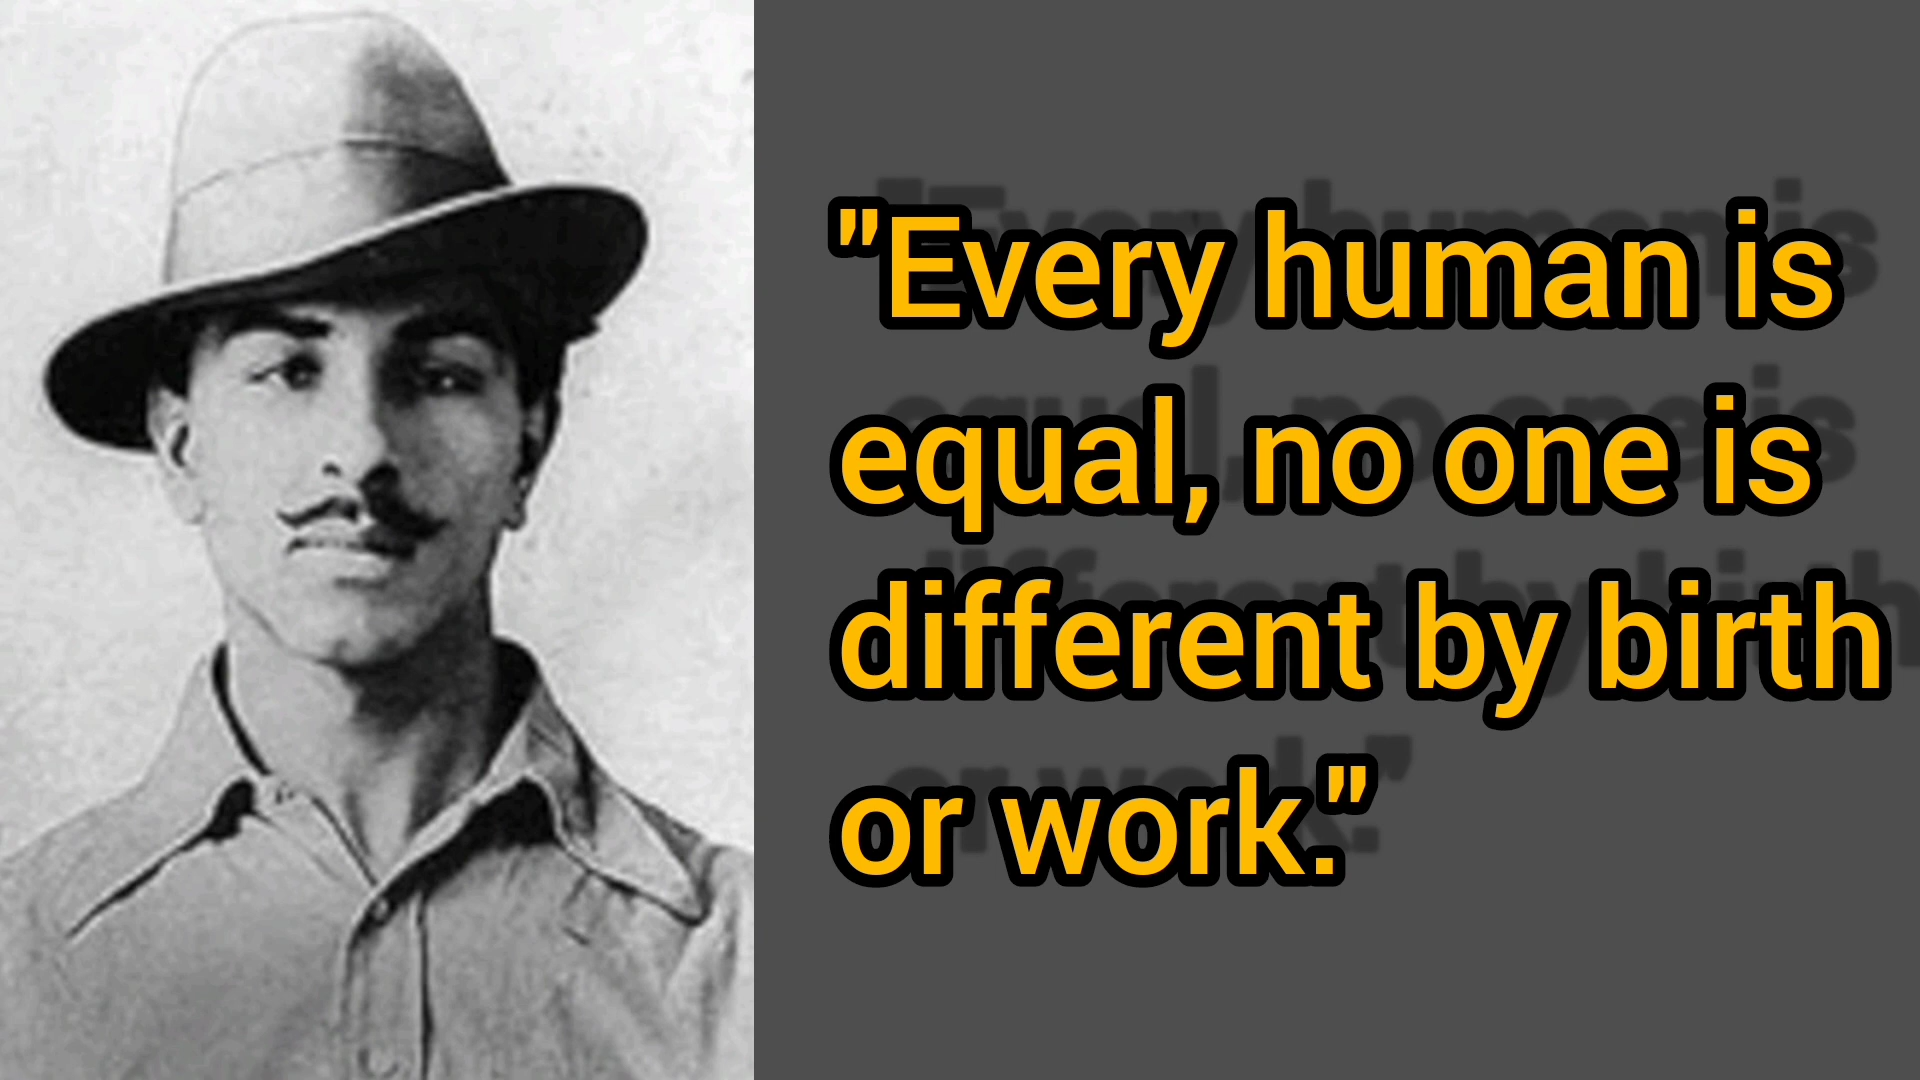 "Every human is
equal, no one is
different by birth
or work."